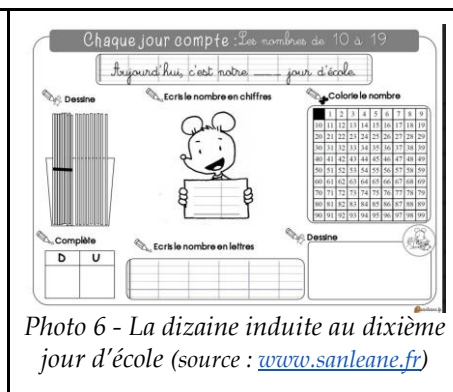 Chaque jour compte : Les nombres de 10 à 19
Aujourd'hui, c'est notre ____ jour d'école.
Dessine
Ecris le nombre en chiffres
Colorie le nombre
1 2 3 4 5 6 7 8 9
10 11 12 13 14 15 16 17 18 19
20 21 22 23 24 25 26 27 28 29
30 31 32 33 34 35 36 37 38 39
40 41 42 43 44 45 46 47 48 49
50 51 52 53 54 55 56 57 58 59
60 61 62 63 64 65 66 67 68 69
70 71 72 73 74 75 76 77 78 79
80 81 82 83 84 85 86 87 88 89
90 91 92 93 94 95 96 97 98 99
Complète
D U
Ecris le nombre en lettres
Dessine
sanleane.fr
Photo 6 - La dizaine induite au dixième
jour d'école (source : www.sanleane.fr)